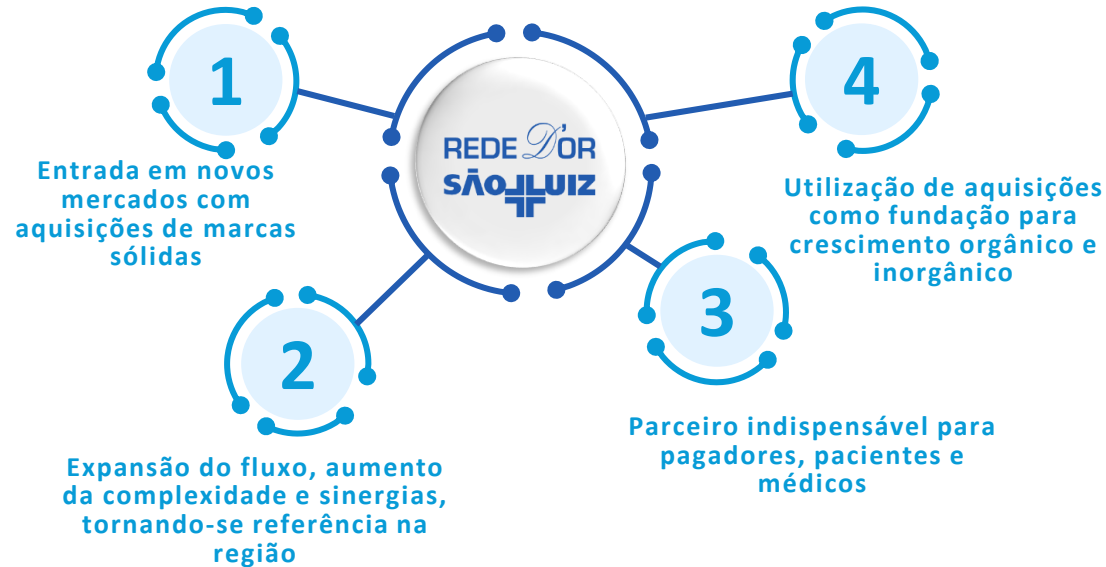 1
Entrada em novos
mercados com
aquisições de marcas
sólidas
2
Expansão do fluxo, aumento
da complexidade e sinergias,
tornando-se referência na
região
REDE D'OR
SÃO LUIZ
3
Parceiro indispensável para
pagadores, pacientes e
médicos
4
Utilização de aquisições
como fundação para
crescimento orgânico e
inorgânico